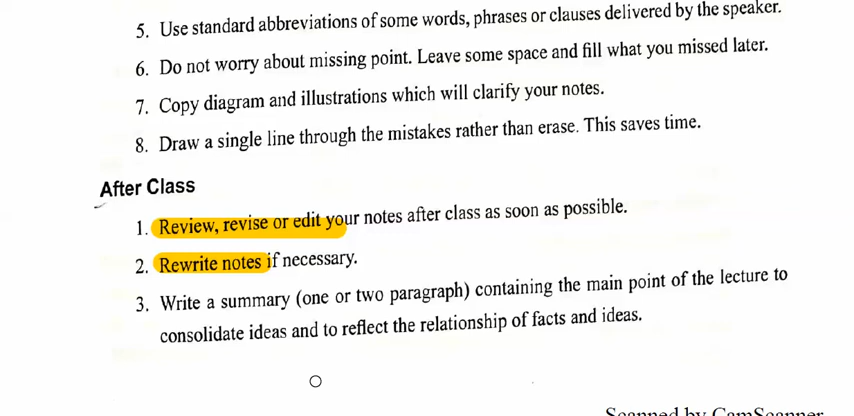 5. Use standard abbreviations of some words, phrases or clauses delivered by the speaker.
6. Do not worry about missing point. Leave some space and fill what you missed later.
7. Copy diagram and illustrations which will clarify your notes.
8. Draw a single line through the mistakes rather than erase. This saves time.
After Class
1. Review, revise or edit your notes after class as soon as possible.
2. Rewrite notes if necessary.
3. Write a summary (one or two paragraph) containing the main point of the lecture to
consolidate ideas and to reflect the relationship of facts and ideas.
Scanned by CamScanner